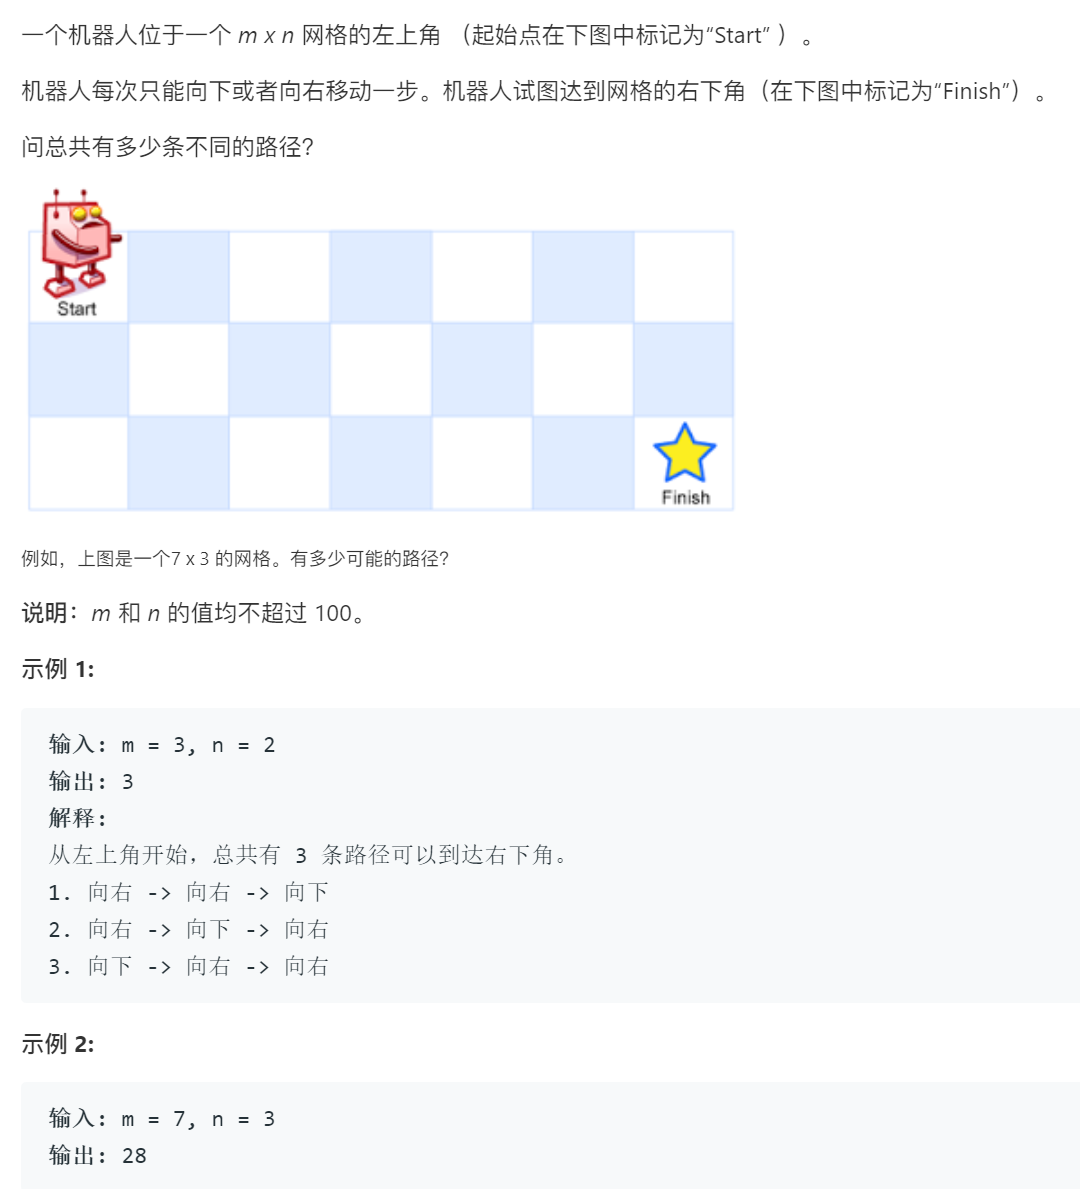 一个机器人位于一个 m x n 网格的左上角 （起始点在下图中标记为“Start” ）。
机器人每次只能向下或者向右移动一步。机器人试图达到网格的右下角（在下图中标记为“Finish”）。
问总共有多少条不同的路径？
Start
Finish
例如，上图是一个7 x 3 的网格。有多少可能的路径？
说明：m 和 n 的值均不超过 100。
示例 1:
输入: m = 3, n = 2
输出: 3
解释:
从左上角开始，总共有 3 条路径可以到达右下角。
1. 向右 -> 向右 -> 向下
2. 向右 -> 向下 -> 向右
3. 向下 -> 向右 -> 向右
示例 2:
输入: m = 7, n = 3
输出: 28